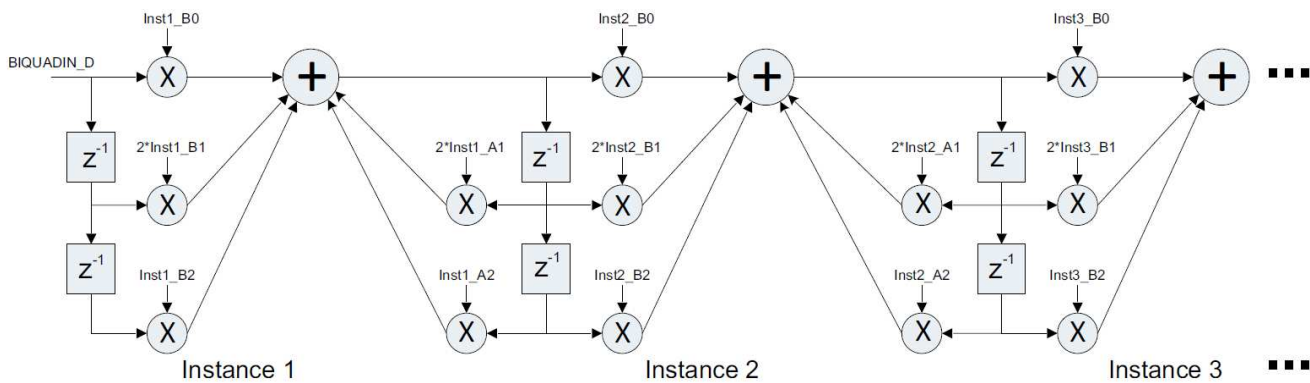 Inst1_B0
Inst2_B0
Inst3_B0
BIQUADIN_D
X
+
X
+
X
+
z⁻¹
2*Inst1_B1
2*Inst1_A1
z⁻¹
2*Inst2_B1
2*Inst2_A1
z⁻¹
2*Inst3_B1
X
X
X
X
X
z⁻¹
Inst1_B2
Inst1_A2
z⁻¹
Inst2_B2
Inst2_A2
z⁻¹
Inst3_B2
X
X
X
X
X
Instance 1
Instance 2
Instance 3